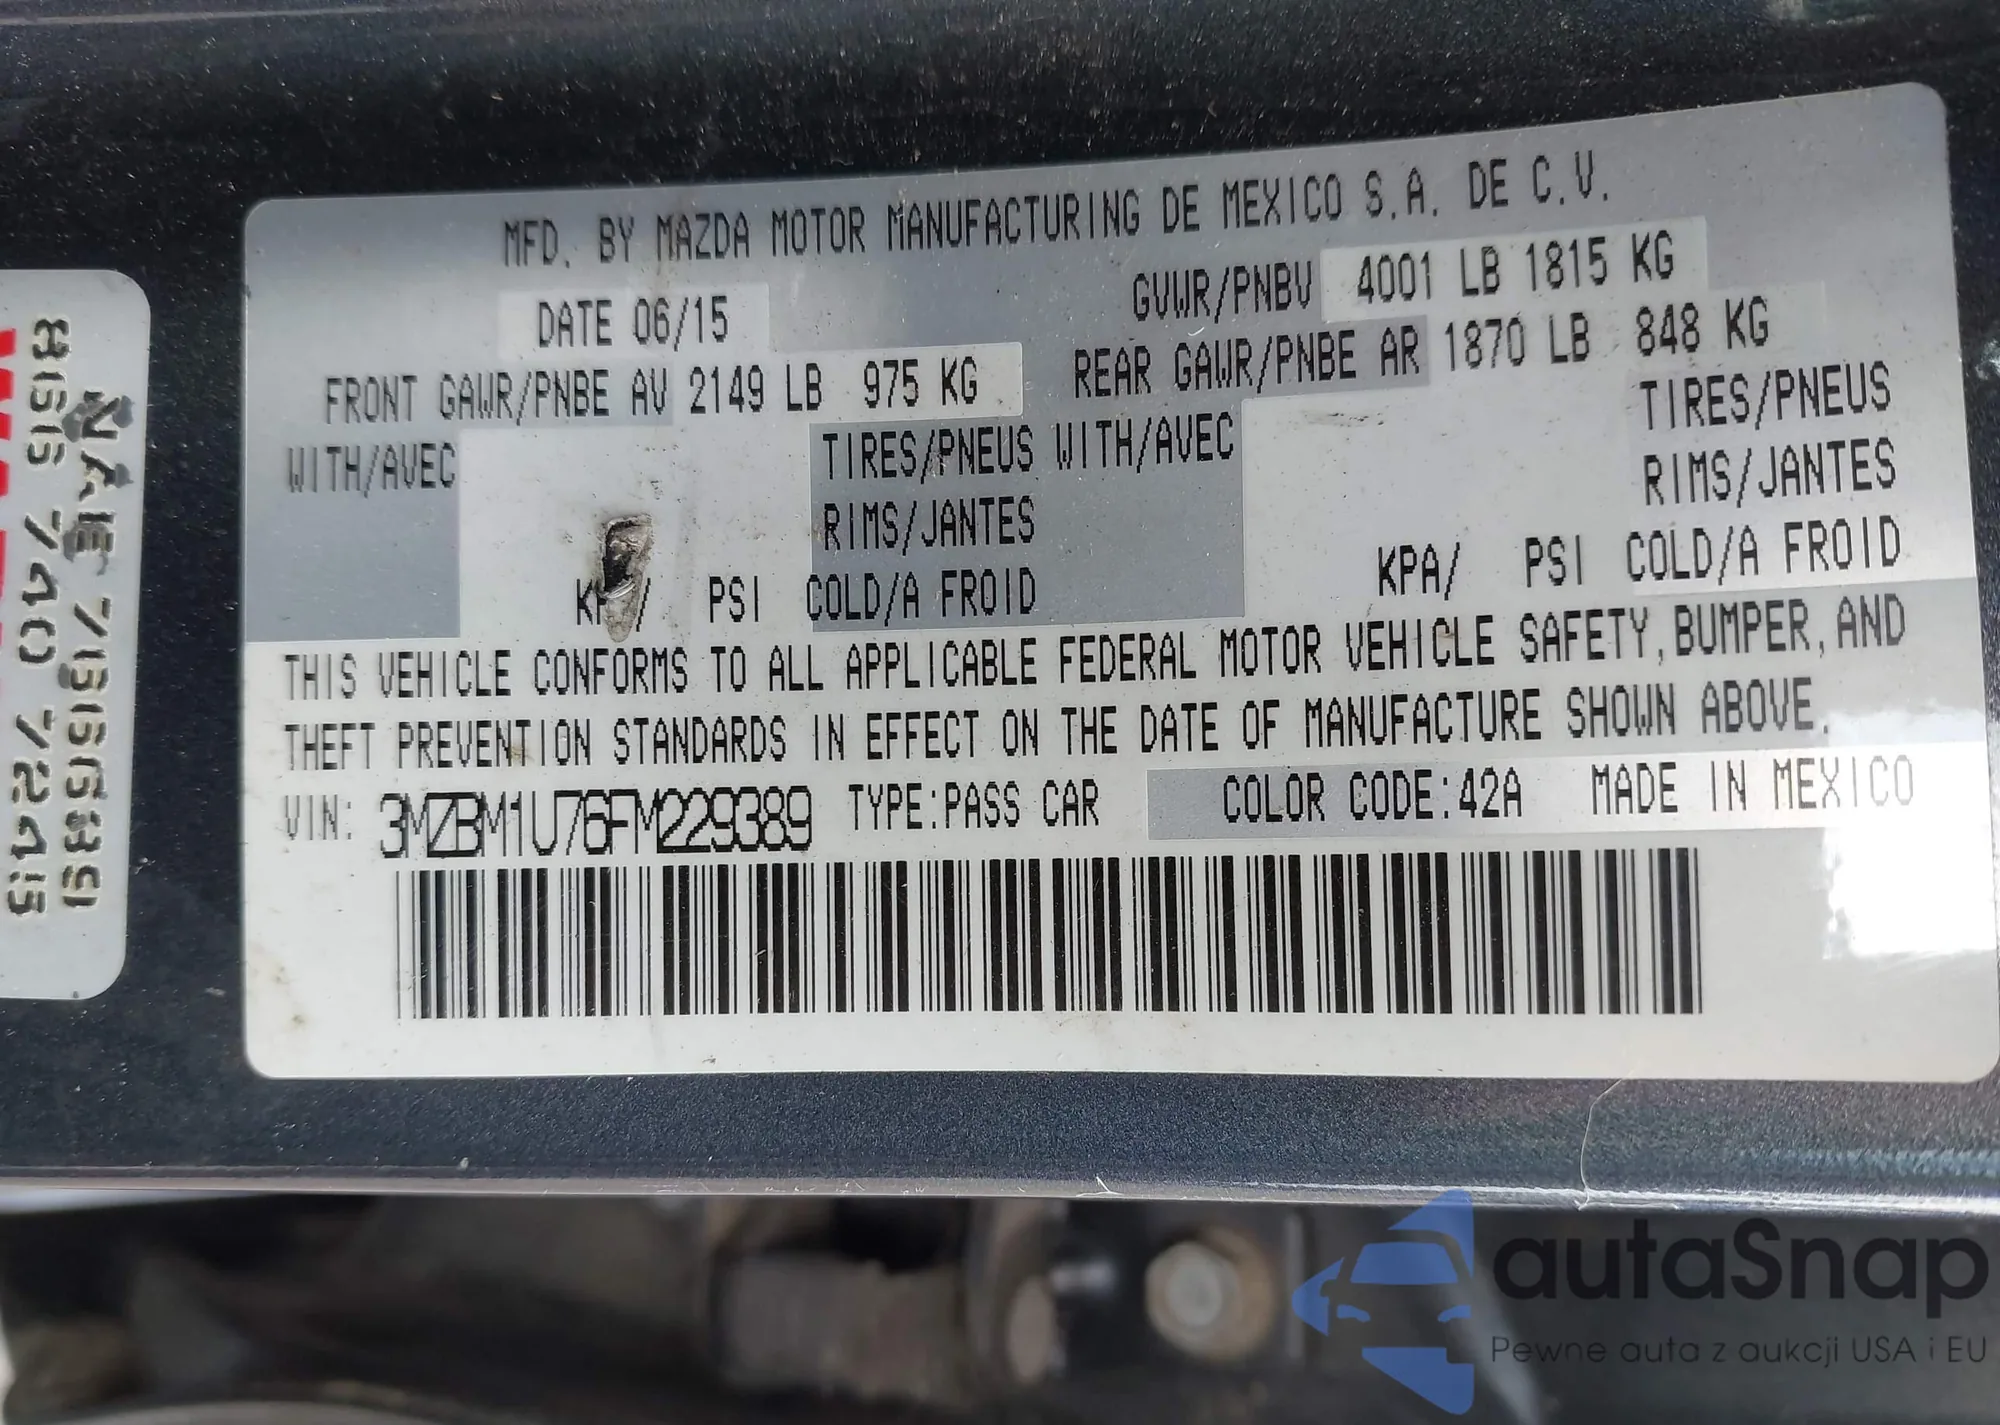 MFD. BY MAZDA MOTOR MANUFACTURING DE MEXICO S.A. DE C.V.
DATE 06/15
GVWR/PNBV 4001 LB 1815 KG
FRONT GAWR/PNBE AV 2149 LB 975 KG
REAR GAWR/PNBE AR 1870 LB 848 KG
WITH/AVEC TIRES/PNEUS
RIMS/JANTES
PSI COLD/A FROID
WITH/AVEC TIRES/PNEUS
RIMS/JANTES
KPA/ PSI COLD/A FROID
THIS VEHICLE CONFORMS TO ALL APPLICABLE FEDERAL MOTOR VEHICLE SAFETY, BUMPER, AND
THEFT PREVENTION STANDARDS IN EFFECT ON THE DATE OF MANUFACTURE SHOWN ABOVE.
VIN: 3MZBM1U76FM229389 TYPE:PASS CAR COLOR CODE:42A MADE IN MEXICO
autaSnap
Pewne auta z aukcji USA i EU